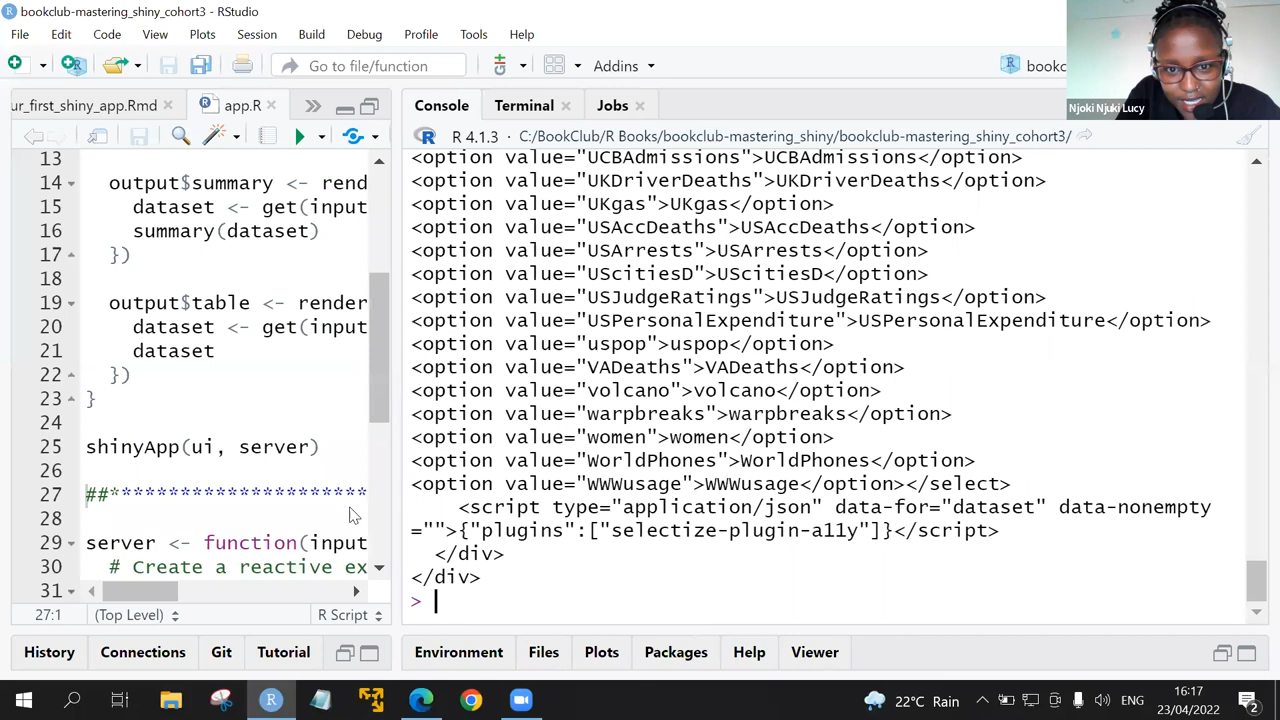 bookclub-mastering_shiny_cohort3 - RStudio
File Edit Code View Plots Session Build Debug Profile Tools Help
Go to file/function
Addins
bookc
Njoki Njuki Lucy
ur_first_shiny_app.Rmd
app.R
13
14 output$summary <- rend
15 dataset <- get(input
16 summary(dataset)
17 })
18
19 output$table <- render
20 dataset <- get(input
21 dataset
22 })
23 }
24
25 shinyApp(ui, server)
26
27 ##**********************
28
29 server <- function(input
30 # Create a reactive ex
31
27:1 (Top Level) R Script
Console Terminal Jobs
R 4.1.3 · C:/BookClub/R Books/bookclub-mastering_shiny/bookclub-mastering_shiny_cohort3/
<option value="UCBAdmissions">UCBAdmissions</option>
<option value="UKDriverDeaths">UKDriverDeaths</option>
<option value="UKgas">UKgas</option>
<option value="USAccDeaths">USAccDeaths</option>
<option value="USArrests">USArrests</option>
<option value="UScitiesD">UScitiesD</option>
<option value="USJudgeRatings">USJudgeRatings</option>
<option value="USPersonalExpenditure">USPersonalExpenditure</option>
<option value="uspop">uspop</option>
<option value="VADeaths">VADeaths</option>
<option value="volcano">volcano</option>
<option value="warpbreaks">warpbreaks</option>
<option value="women">women</option>
<option value="WorldPhones">WorldPhones</option>
<option value="WWWusage">WWWusage</option></select>
<script type="application/json" data-for="dataset" data-nonempty
="">{"plugins":["selectize-plugin-a11y"]}</script>
</div>
</div>
>
History Connections Git Tutorial
Environment Files Plots Packages Help Viewer
22°C Rain
ENG
16:17
23/04/2022
2